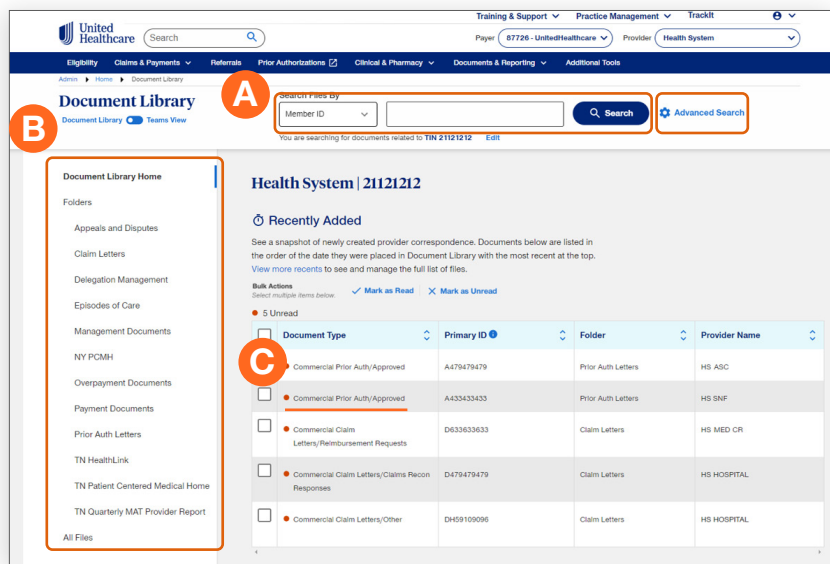 Training & Support Practice Management TrackIt
United
Healthcare
Search
Payer 87726 - UnitedHealthcare Provider Health System
Eligibility Claims & Payments Referrals Prior Authorizations Clinical & Pharmacy Documents & Reporting Additional Tools
Admin Home Document Library
A
Search Files By
Document Library
Member ID
Search
Advanced Search
B
Document Library Teams View
You are searching for documents related to TIN 21121212 Edit
Document Library Home
Folders
Appeals and Disputes
Claim Letters
Delegation Management
Episodes of Care
Management Documents
NY PCMH
Overpayment Documents
Payment Documents
Prior Auth Letters
TN HealthLink
TN Patient Centered Medical Home
TN Quarterly MAT Provider Report
All Files
Health System | 21121212
Recently Added
See a snapshot of newly created provider correspondence. Documents below are listed in
the order of the date they were placed in Document Library with the most recent at the top.
View more recents to see and manage the full list
of files.
Bulk Actions
Select multiple items below.
Mark as Read Mark as Unread
5 Unread
Document Type Primary ID Folder Provider Name
C
Commercial Prior Auth/Approved A479479479 Prior Auth Letters HS ASC
Commercial Prior Auth/Approved A433433433 Prior Auth Letters HS SNF
Commercial Claim
Letters/Reimbursement Requests D633633633 Claim Letters HS MED CR
Commercial Claim Letters/Claims Recon
Responses D479479479 Claim Letters HS HOSPITAL
Commercial Claim Letters/Other DH59109096 Claim Letters HS HOSPITAL